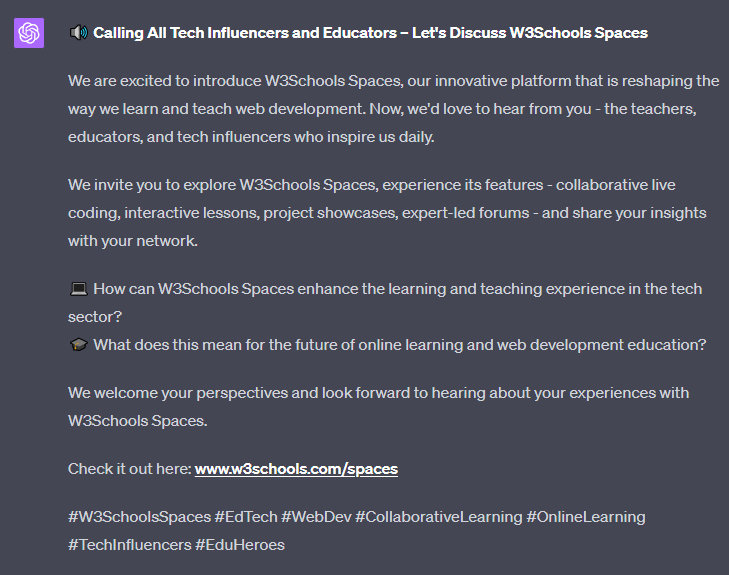 🔊 Calling All Tech Influencers and Educators – Let's Discuss W3Schools Spaces
We are excited to introduce W3Schools Spaces, our innovative platform that is reshaping the
way we learn and teach web development. Now, we'd love to hear from you - the teachers,
educators, and tech influencers who inspire us daily.
We invite you to explore W3Schools Spaces, experience its features - collaborative live
coding, interactive lessons, project showcases, expert-led forums - and share your insights
with your network.
💻 How can W3Schools Spaces enhance the learning and teaching experience in the tech
sector?
🎓 What does this mean for the future of online learning and web development education?
We welcome your perspectives and look forward to hearing about your experiences with
W3Schools Spaces.
Check it out here: www.w3schools.com/spaces
#W3SchoolsSpaces #EdTech #WebDev #CollaborativeLearning #OnlineLearning
#TechInfluencers #EduHeroes